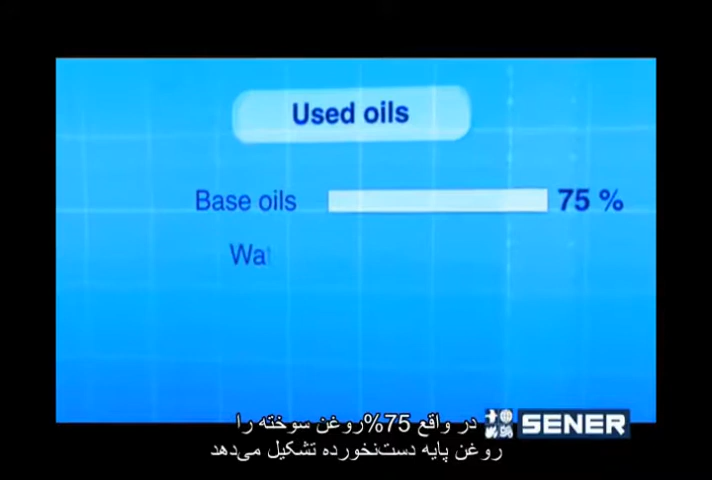 Used oils
Base oils 75 %
Wat
SENER
در واقع 75%روغن سوخته را
روغن پایه دست‌نخورده تشکیل می‌دهد